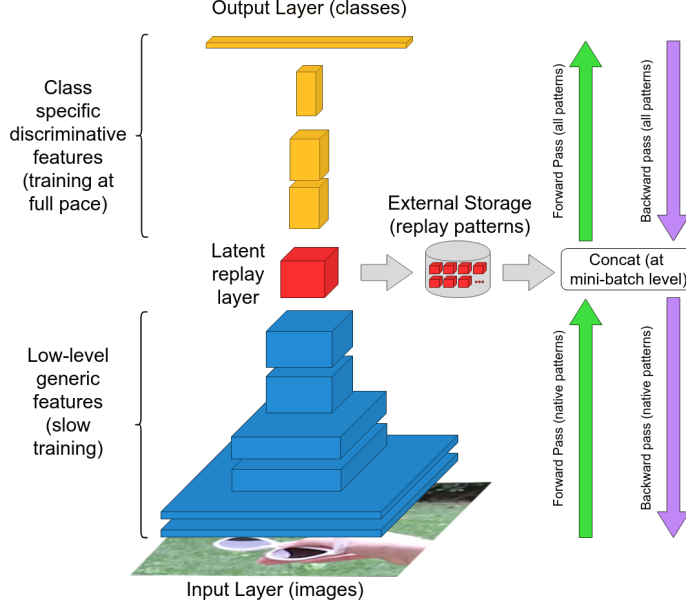 Output Layer (classes)
Class
specific
discriminative
features
(training at
full pace)
Latent
replay
layer
External Storage
(replay patterns)
Forward Pass (all patterns)
Backward pass (all patterns)
Concat (at
mini-batch level)
Low-level
generic
features
(slow
training)
Forward Pass (native patterns)
Backward pass (native patterns)
Input Layer (images)